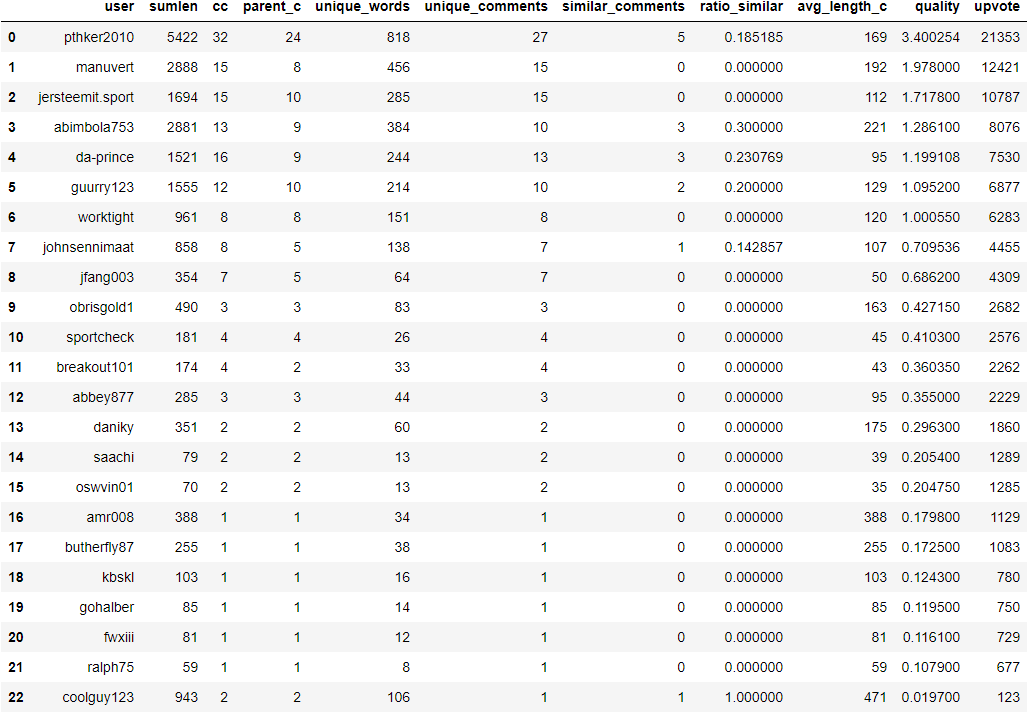 user sumlen cc parent_c unique_words unique_comments similar_comments ratio_similar avg_length_c quality upvote
0 pthker2010 5422 32 24 818 27 5 0.185185 169 3.400254 21353
1 manuvert 2888 15 8 456 15 0 0.000000 192 1.978000 12421
2 jersteemit.sport 1694 15 10 285 15 0 0.000000 112 1.717800 10787
3 abimbola753 2881 13 9 384 10 3 0.300000 221 1.286100 8076
4 da-prince 1521 16 9 244 13 3 0.230769 95 1.199108 7530
5 guurry123 1555 12 10 214 10 2 0.200000 129 1.095200 6877
6 worktight 961 8 8 151 8 0 0.000000 120 1.000550 6283
7 johnsennimaat 858 8 5 138 7 1 0.142857 107 0.709536 4455
8 jfang003 354 7 5 64 7 0 0.000000 50 0.686200 4309
9 obrisgold1 490 3 3 83 3 0 0.000000 163 0.427150 2682
10 sportcheck 181 4 4 26 4 0 0.000000 45 0.410300 2576
11 breakout101 174 4 2 33 4 0 0.000000 43 0.360350 2262
12 abbey877 285 3 3 44 3 0 0.000000 95 0.355000 2229
13 daniky 351 2 2 60 2 0 0.000000 175 0.296300 1860
14 saachi 79 2 2 13 2 0 0.000000 39 0.205400 1289
15 oswvin01 70 2 2 13 2 0 0.000000 35 0.204750 1285
16 amr008 388 1 1 34 1 0 0.000000 388 0.179800 1129
17 butherfly87 255 1 1 38 1 0 0.000000 255 0.172500 1083
18 kbskl 103 1 1 16 1 0 0.000000 103 0.124300 780
19 gohalber 85 1 1 14 1 0 0.000000 85 0.119500 750
20 fwxiii 81 1 1 12 1 0 0.000000 81 0.116100 729
21 ralph75 59 1 1 8 1 0 0.000000 59 0.107900 677
22 coolguy123 943 2 2 106 1 1 1.000000 471 0.019700 123